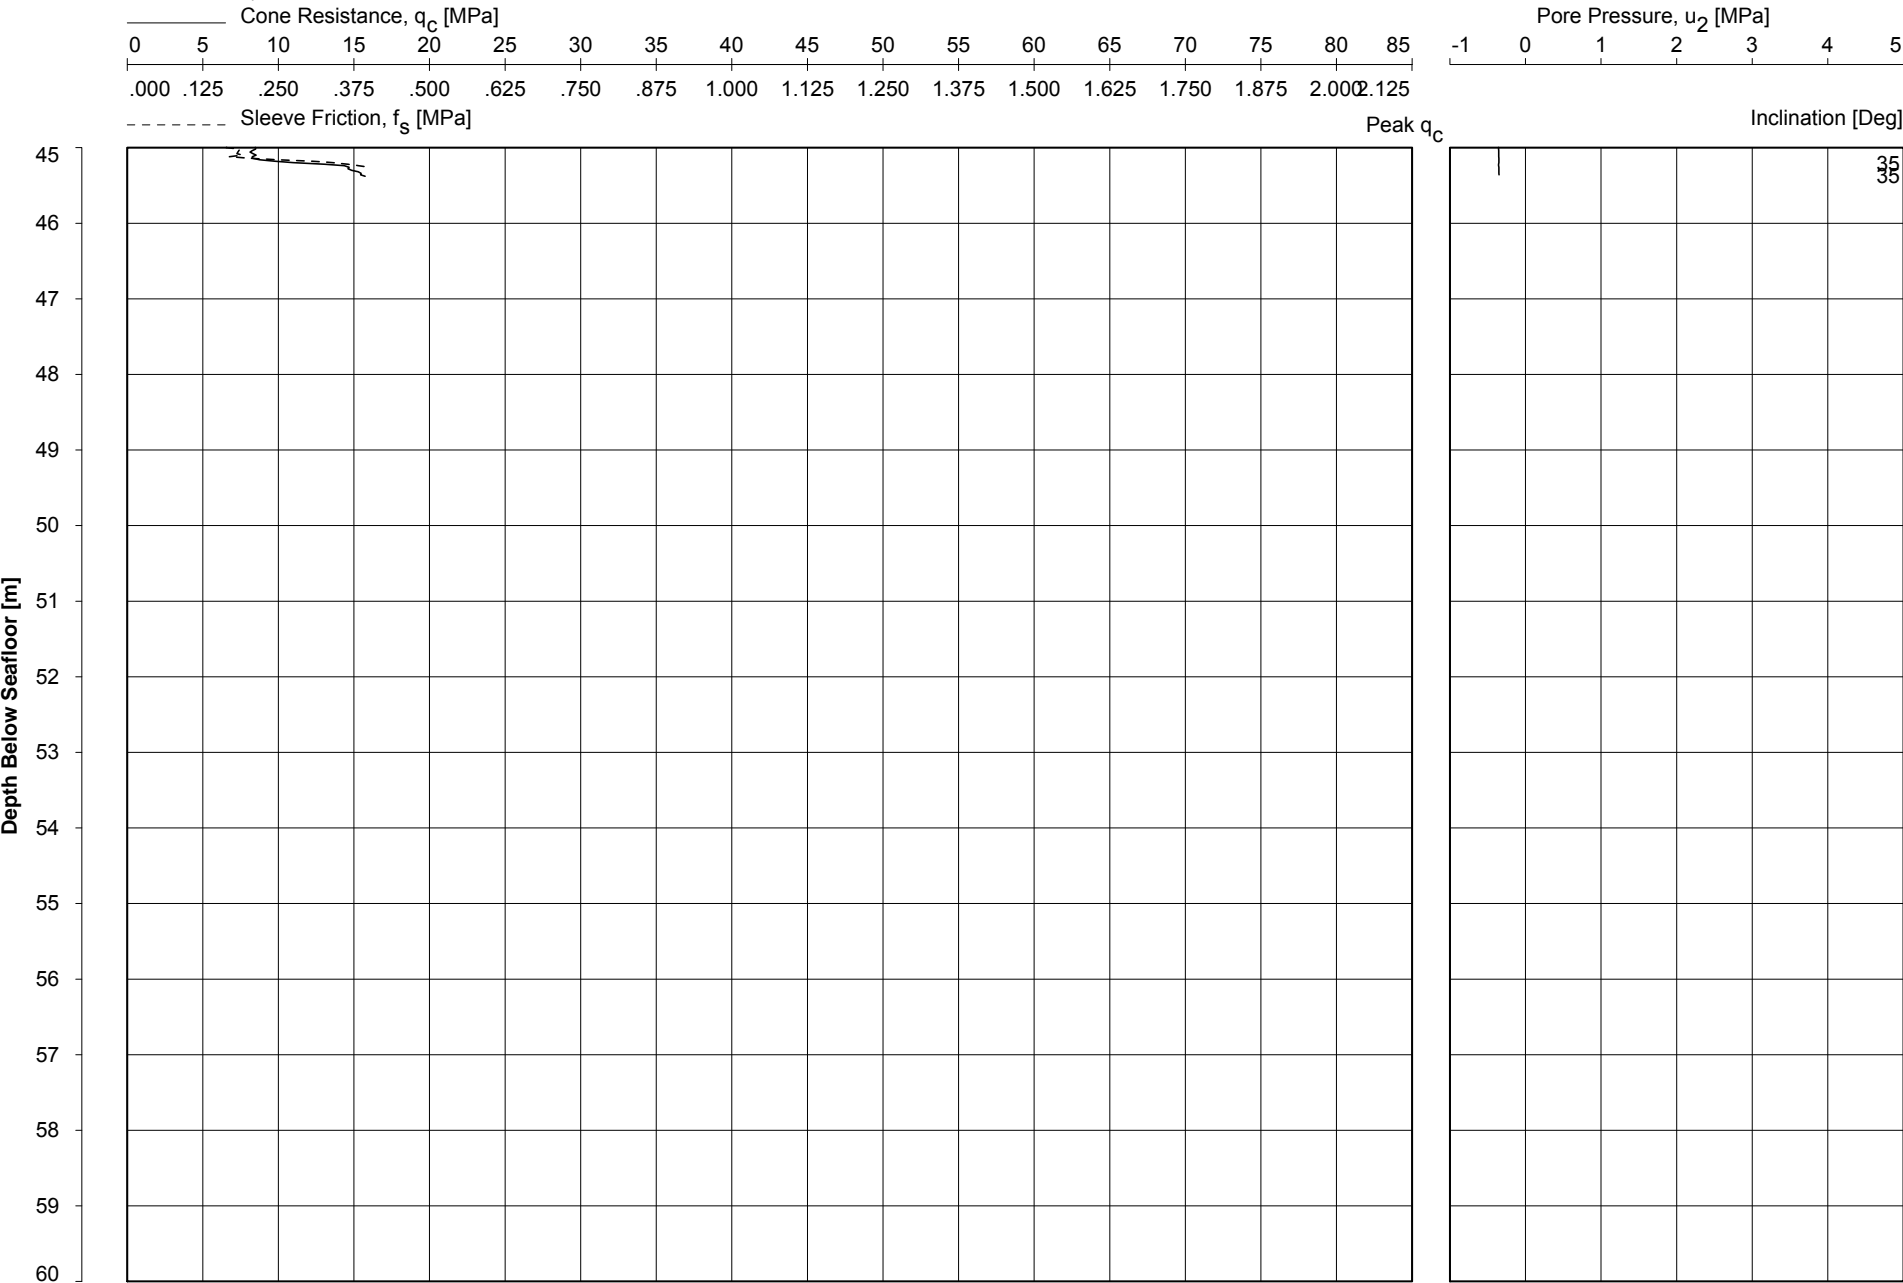 Cone Resistance, qc [MPa]
0 5 10 15 20 25 30 35 40 45 50 55 60 65 70 75 80 85
.000 .125 .250 .375 .500 .625 .750 .875 1.000 1.125 1.250 1.375 1.500 1.625 1.750 1.875 2.000 2.125
Sleeve Friction, fs [MPa]
Peak qc
Pore Pressure, u2 [MPa]
-1 0 1 2 3 4 5
Inclination [Deg]
35
35
Depth Below Seafloor [m]
45
46
47
48
49
50
51
52
53
54
55
56
57
58
59
60